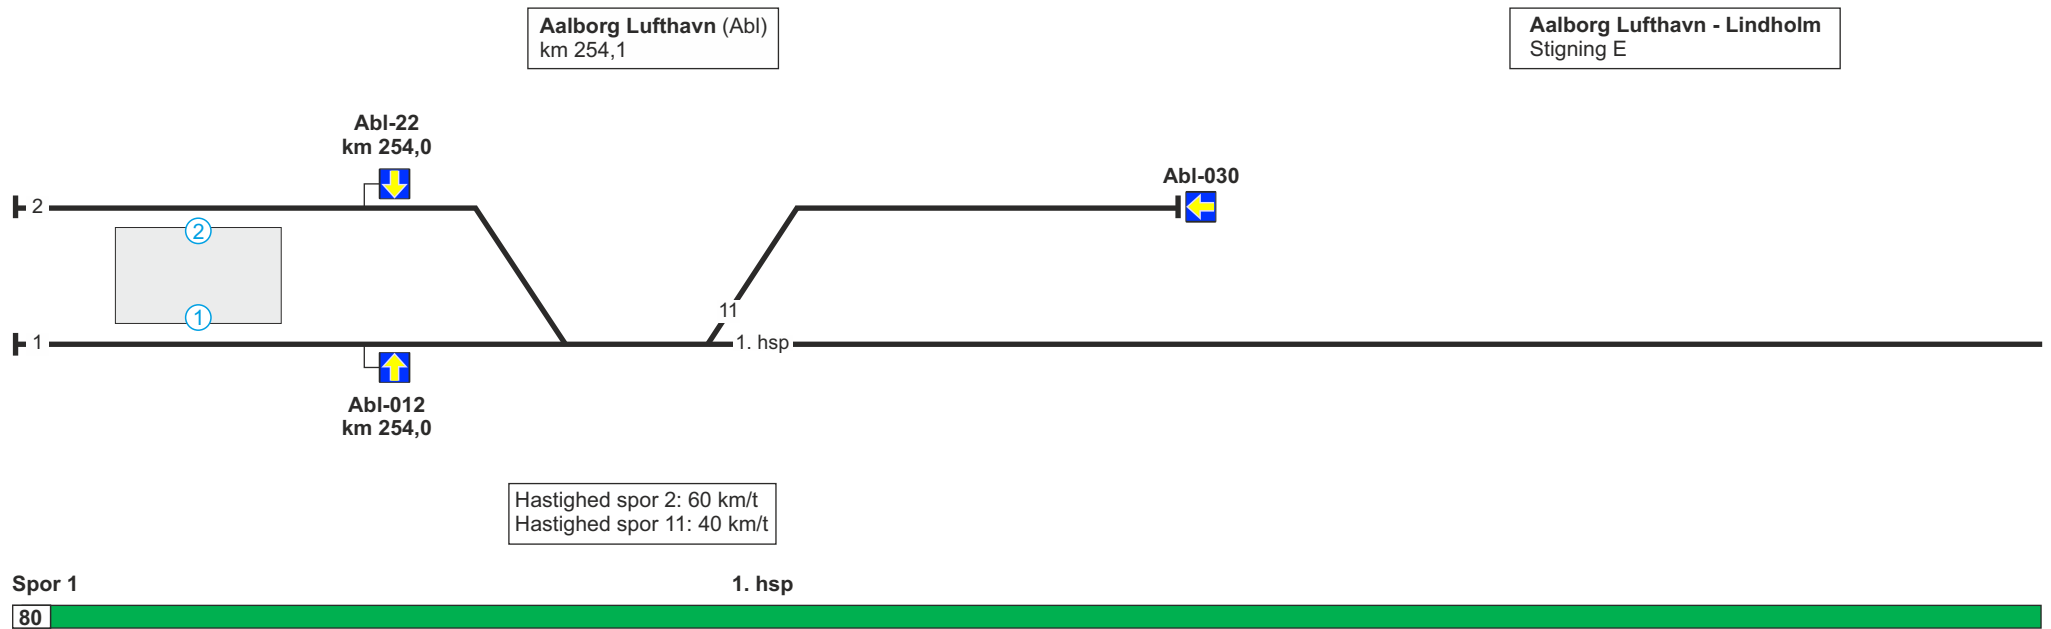 Aalborg Lufthavn (Abl)
km 254,1
Aalborg Lufthavn - Lindholm
Stigning E
Abl-22
km 254,0
Abl-030
2
2
11
1
1
1. hsp
Abl-012
km 254,0
Hastighed spor 2: 60 km/t
Hastighed spor 11: 40 km/t
Spor 1
1. hsp
80